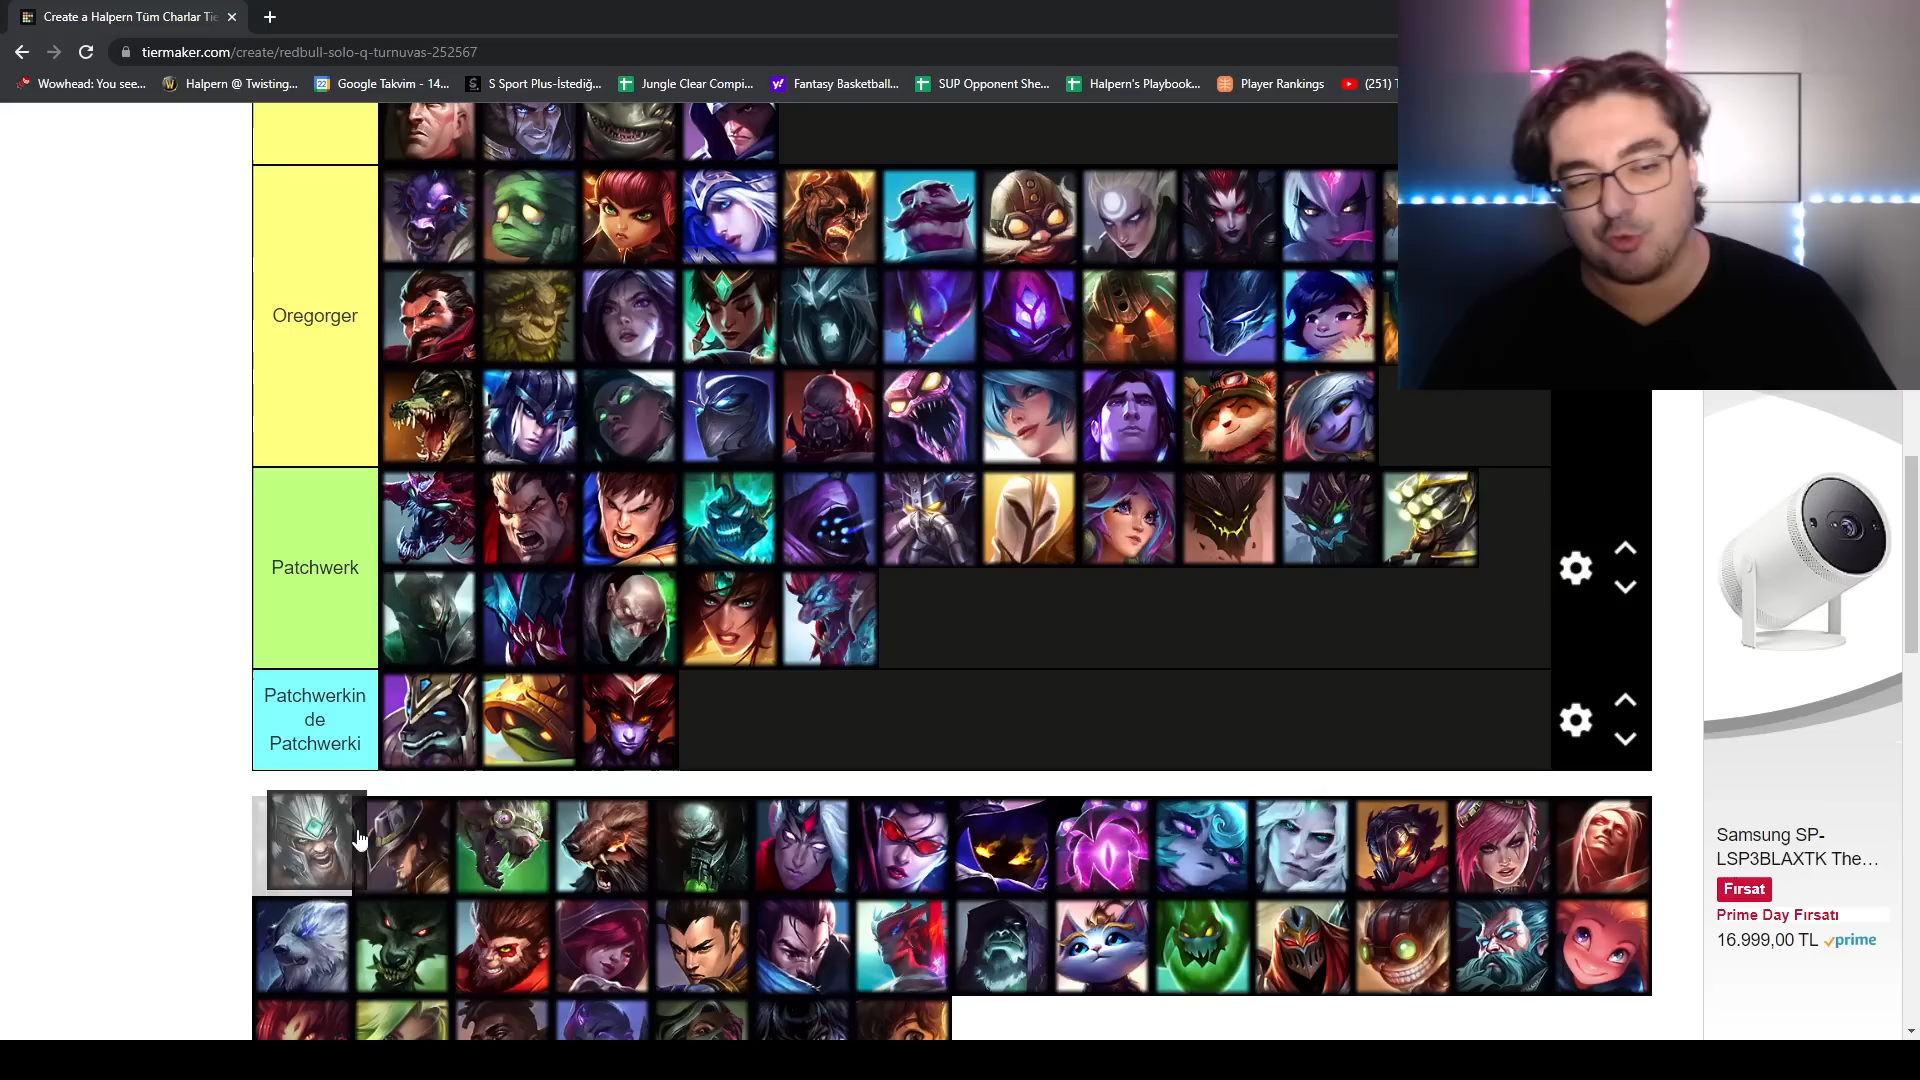 Create a Halpern Tüm Charlar Tie
tiermaker.com/create/redbull-solo-q-turnuvas-252567
Wowhead: You see...
Halpern @ Twisting...
22
Google Takvim - 14...
S Sport Plus-İstediğ...
Jungle Clear Compi...
Fantasy Basketball...
SUP Opponent She...
Halpern's Playbook...
Player Rankings
(251) T
Oregorger
Patchwerk
Patchwerkin
de
Patchwerki
Samsung SP-
LSP3BLAXTK The...
Fırsat
Prime Day Fırsatı
16.999,00 TL
prime